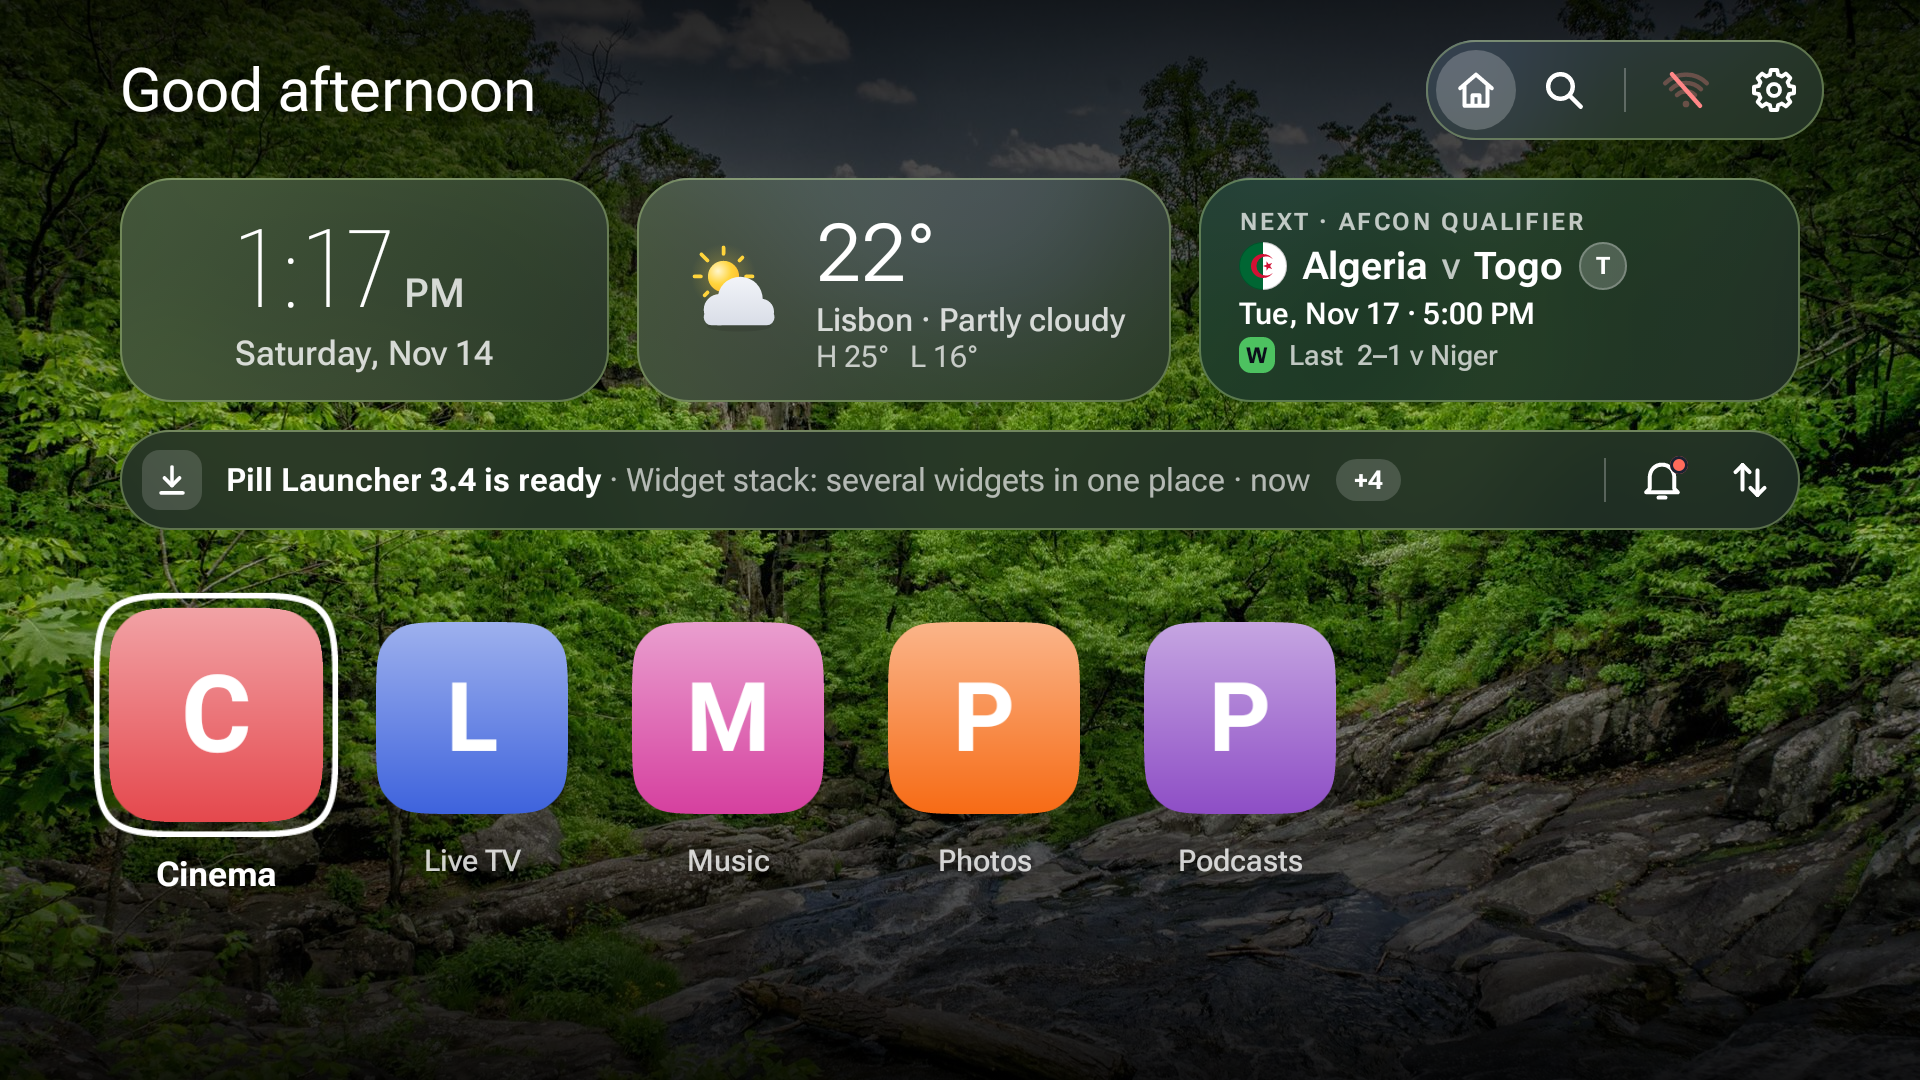 Good afternoon
1:17 PM
Saturday, Nov 14
22°
Lisbon · Partly cloudy
H 25° L 16°
NEXT · AFCON QUALIFIER
Algeria v Togo T
Tue, Nov 17 · 5:00 PM
W Last 2–1 v Niger
Pill Launcher 3.4 is ready · Widget stack: several widgets in one place · now +4
C
L
M
P
P
Cinema
Live TV
Music
Photos
Podcasts